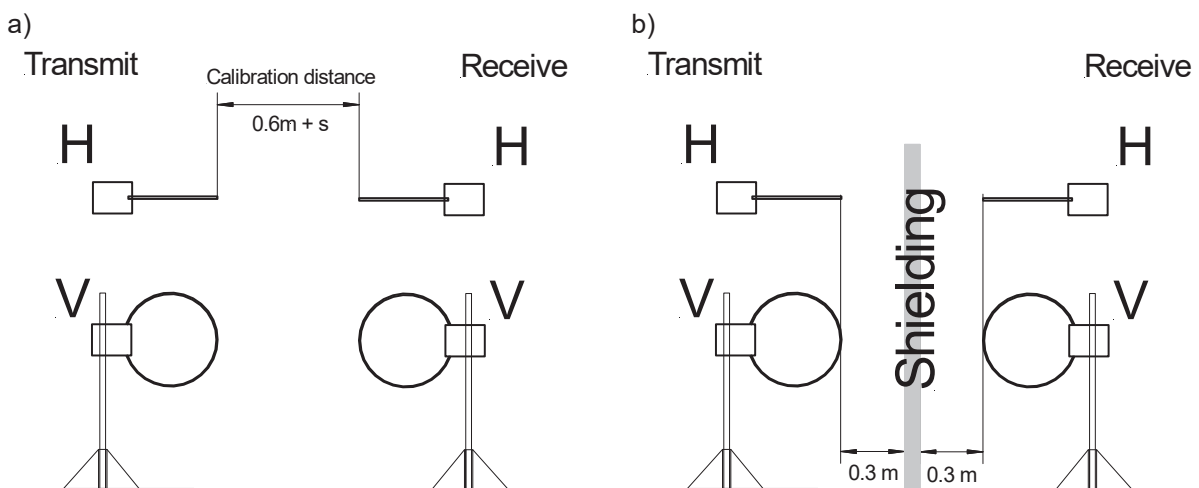 a)
Transmit
Calibration distance
Receive
0.6m + s
H
H
V
V
b)
Transmit
Receive
H
H
Shielding
V
V
0.3 m
0.3 m